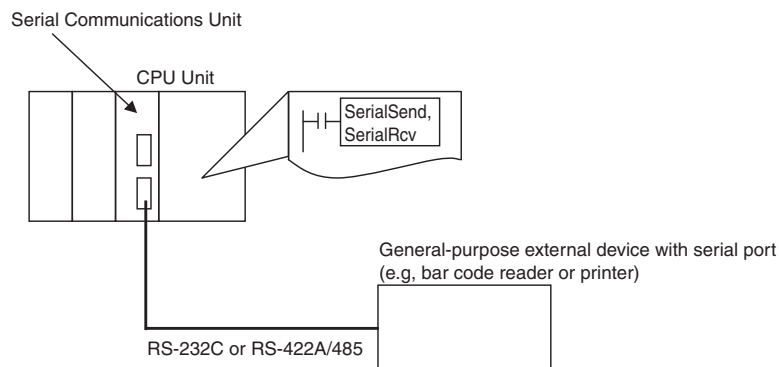 Serial Communications Unit
CPU Unit
SerialSend,
SerialRcv
General-purpose external device with serial port
(e.g, bar code reader or printer)
RS-232C or RS-422A/485